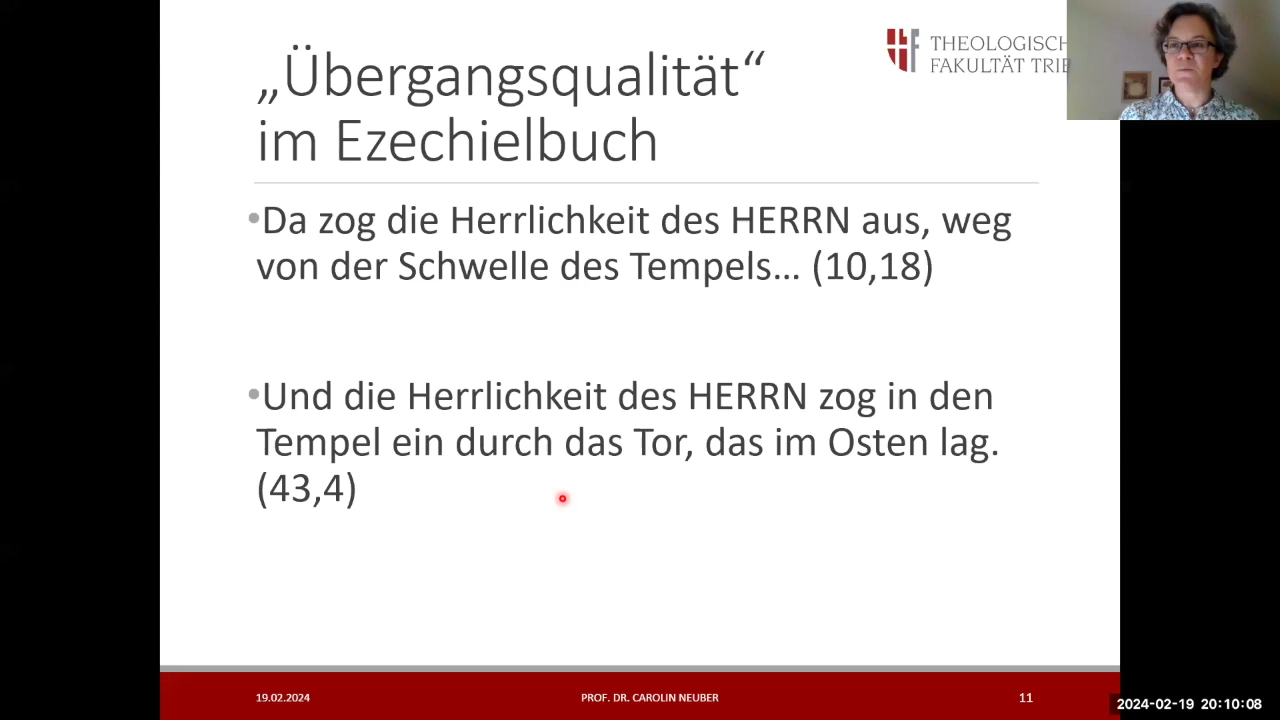 „Übergangsqualität“
im Ezechielbuch
THEOLOGISCH
FAKULTÄT TRIE
•Da zog die Herrlichkeit des HERRN aus, weg
von der Schwelle des Tempels... (10,18)
•Und die Herrlichkeit des HERRN zog in den
Tempel ein durch das Tor, das im Osten lag.
(43,4)
19.02.2024
PROF. DR. CAROLIN NEUBER
11
2024-02-19 20:10:08